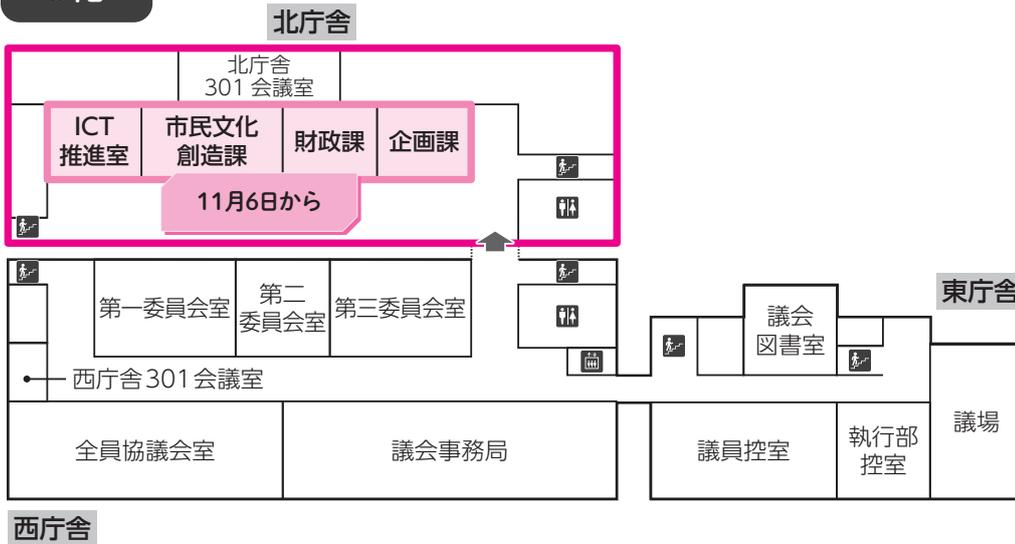 北庁舎
北庁舎
301 会議室
ICT
推進室
市民文化
創造課
財政課
企画課
11月6日から
第一委員会室
第二
委員会室
第三委員会室
西庁舎301会議室
全員協議会室
議会事務局
議会
図書室
東庁舎
議員控室
執行部
控室
議場
西庁舎